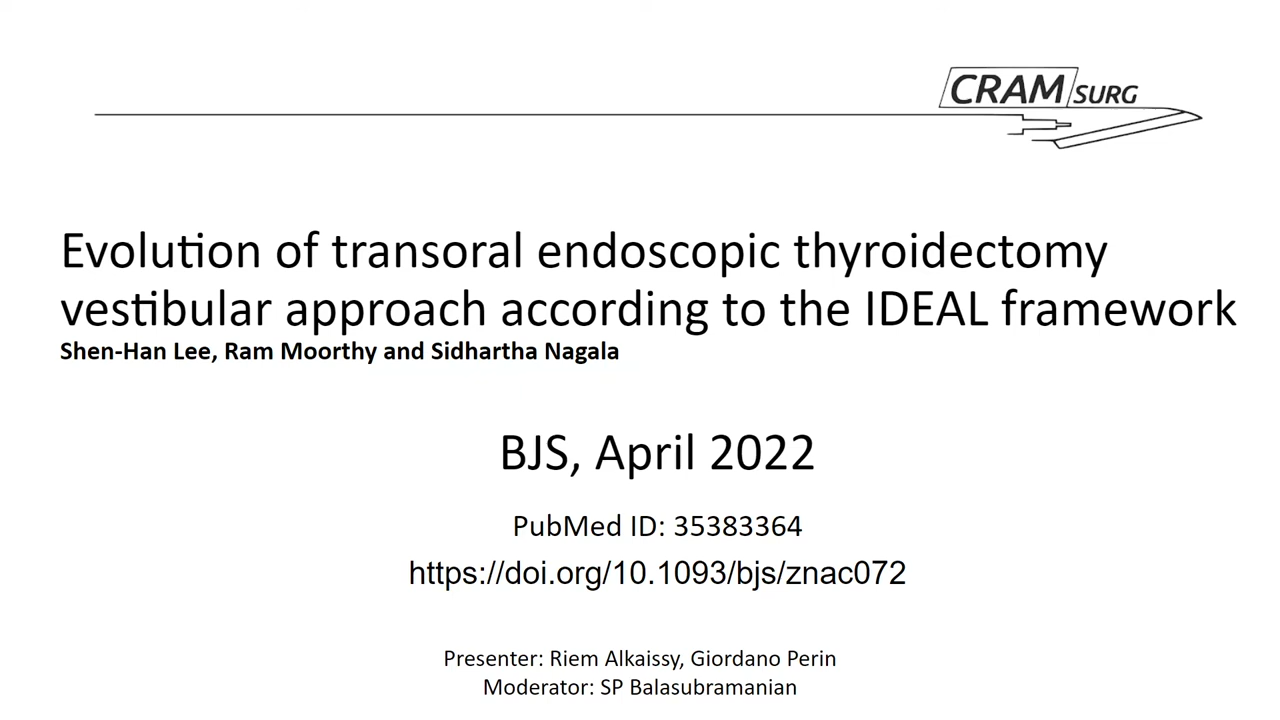 CRAM SURG
Evolution of transoral endoscopic thyroidectomy
vestibular approach according to the IDEAL framework
Shen-Han Lee, Ram Moorthy and Sidhartha Nagala
BJS, April 2022
PubMed ID: 35383364
https://doi.org/10.1093/bjs/znac072
Presenter: Riem Alkaissy, Giordano Perin
Moderator: SP Balasubramanian